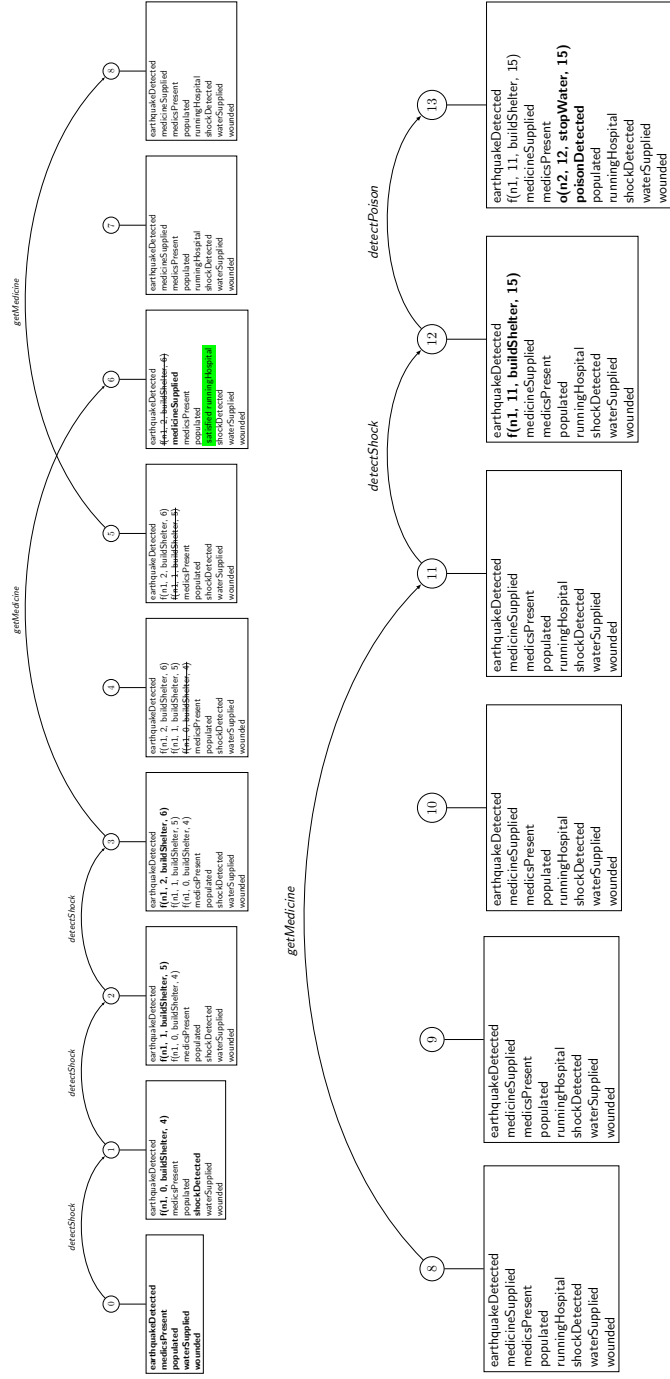 getMedicine
getMedicine
detectShock
detectShock
detectShock
0
1
2
3
4
5
6
7
8
earthquakeDetected
medicsPresent
populated
waterSupplied
wounded
earthquakeDetected
f(n1, 0, buildShelter, 4)
medicsPresent
populated
shockDetected
waterSupplied
wounded
earthquakeDetected
f(n1, 1, buildShelter, 5)
f(n1, 0, buildShelter, 4)
medicsPresent
populated
shockDetected
waterSupplied
wounded
earthquakeDetected
f(n1, 2, buildShelter, 6)
f(n1, 1, buildShelter, 5)
f(n1, 0, buildShelter, 4)
medicsPresent
populated
shockDetected
waterSupplied
wounded
earthquakeDetected
f(n1, 2, buildShelter, 6)
f(n1, 1, buildShelter, 5)
f(n1, 0, buildShelter, 4)
medicsPresent
populated
shockDetected
waterSupplied
wounded
earthquakeDetected
f(n1, 2, buildShelter, 6)
f(n1, 1, buildShelter, 5)
medicsPresent
populated
shockDetected
waterSupplied
wounded
earthquakeDetected
f(n1, 2, buildShelter, 6)
medicineSupplied
medicsPresent
populated
satisfied runningHospital
shockDetected
waterSupplied
wounded
earthquakeDetected
medicineSupplied
medicsPresent
populated
runningHospital
shockDetected
waterSupplied
wounded
earthquakeDetected
medicineSupplied
medicsPresent
populated
runningHospital
shockDetected
waterSupplied
wounded
getMedicine
detectShock
detectPoison
8
9
10
11
12
13
earthquakeDetected
medicineSupplied
medicsPresent
populated
runningHospital
shockDetected
waterSupplied
wounded
earthquakeDetected
medicineSupplied
medicsPresent
populated
runningHospital
shockDetected
waterSupplied
wounded
earthquakeDetected
medicineSupplied
medicsPresent
populated
runningHospital
shockDetected
waterSupplied
wounded
earthquakeDetected
medicineSupplied
medicsPresent
populated
runningHospital
shockDetected
waterSupplied
wounded
earthquakeDetected
f(n1, 11, buildShelter, 15)
medicineSupplied
medicsPresent
populated
runningHospital
shockDetected
waterSupplied
wounded
earthquakeDetected
f(n1, 11, buildShelter, 15)
medicineSupplied
medicsPresent
o(n2, 12, stopWater, 15)
poisonDetected
populated
runningHospital
shockDetected
waterSupplied
wounded